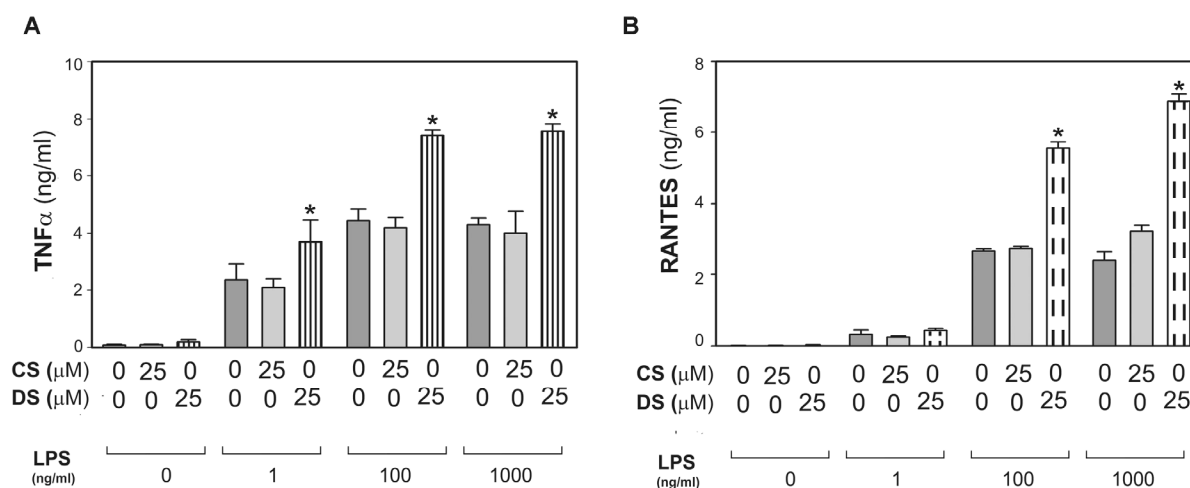 A
TNFα (ng/ml)
10
8
6
4
2
0
* * *
CS (μM) 0 25 0 0 25 0 0 25 0 0 25 0
DS (μM) 0 0 25 0 0 25 0 0 25 0 0 25
LPS (ng/ml) 0 1 100 1000
B
RANTES (ng/ml)
8
6
4
2
0
* *
CS (μM) 0 25 0 0 25 0 0 25 0 0 25 0
DS (μM) 0 0 25 0 0 25 0 0 25 0 0 25
LPS (ng/ml) 0 1 100 1000